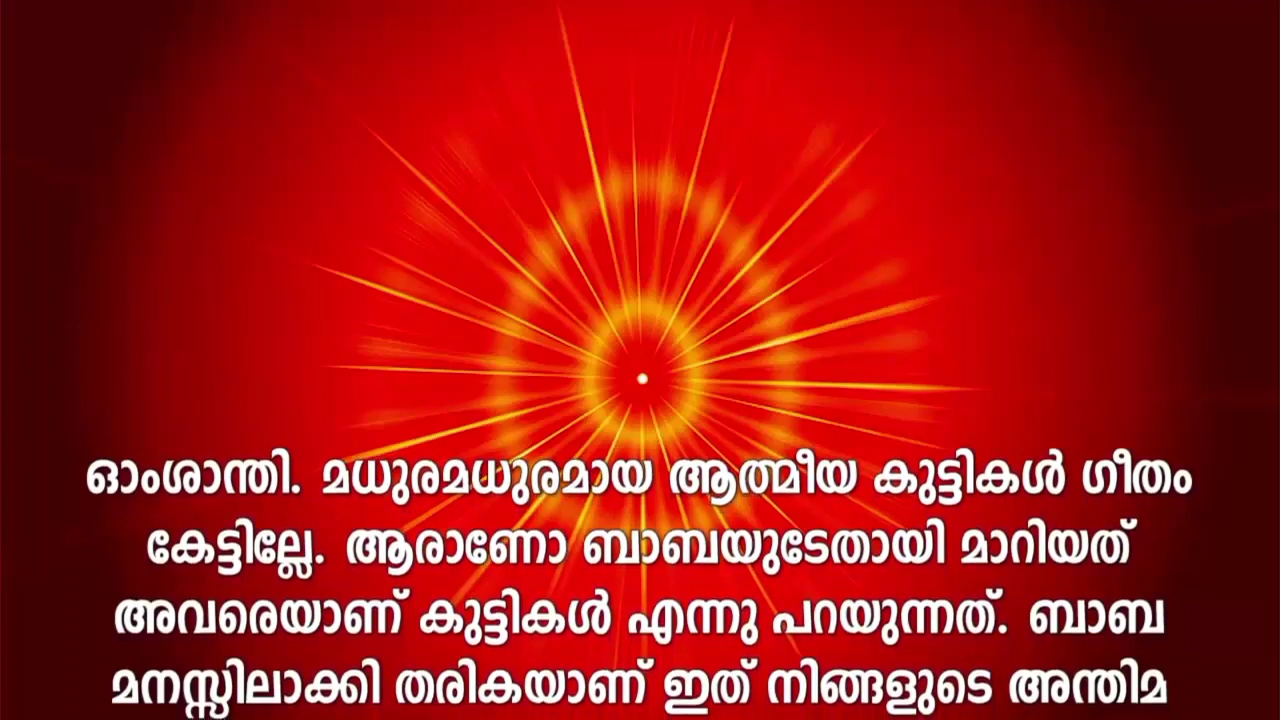 ഓംശാന്തി. മധുരമധുരമായ ആത്മീയ കുട്ടികൾ ഗീതം
കേട്ടില്ലേ. ആരാണോ ബാബയുടേതായി മാറിയത്
അവരെയാണ് കുട്ടികൾ എന്നു പറയുന്നത്. ബാബ
മനസ്സിലാക്കി തരികയാണ് ഇത് നിങ്ങളുടെ അന്തിമ